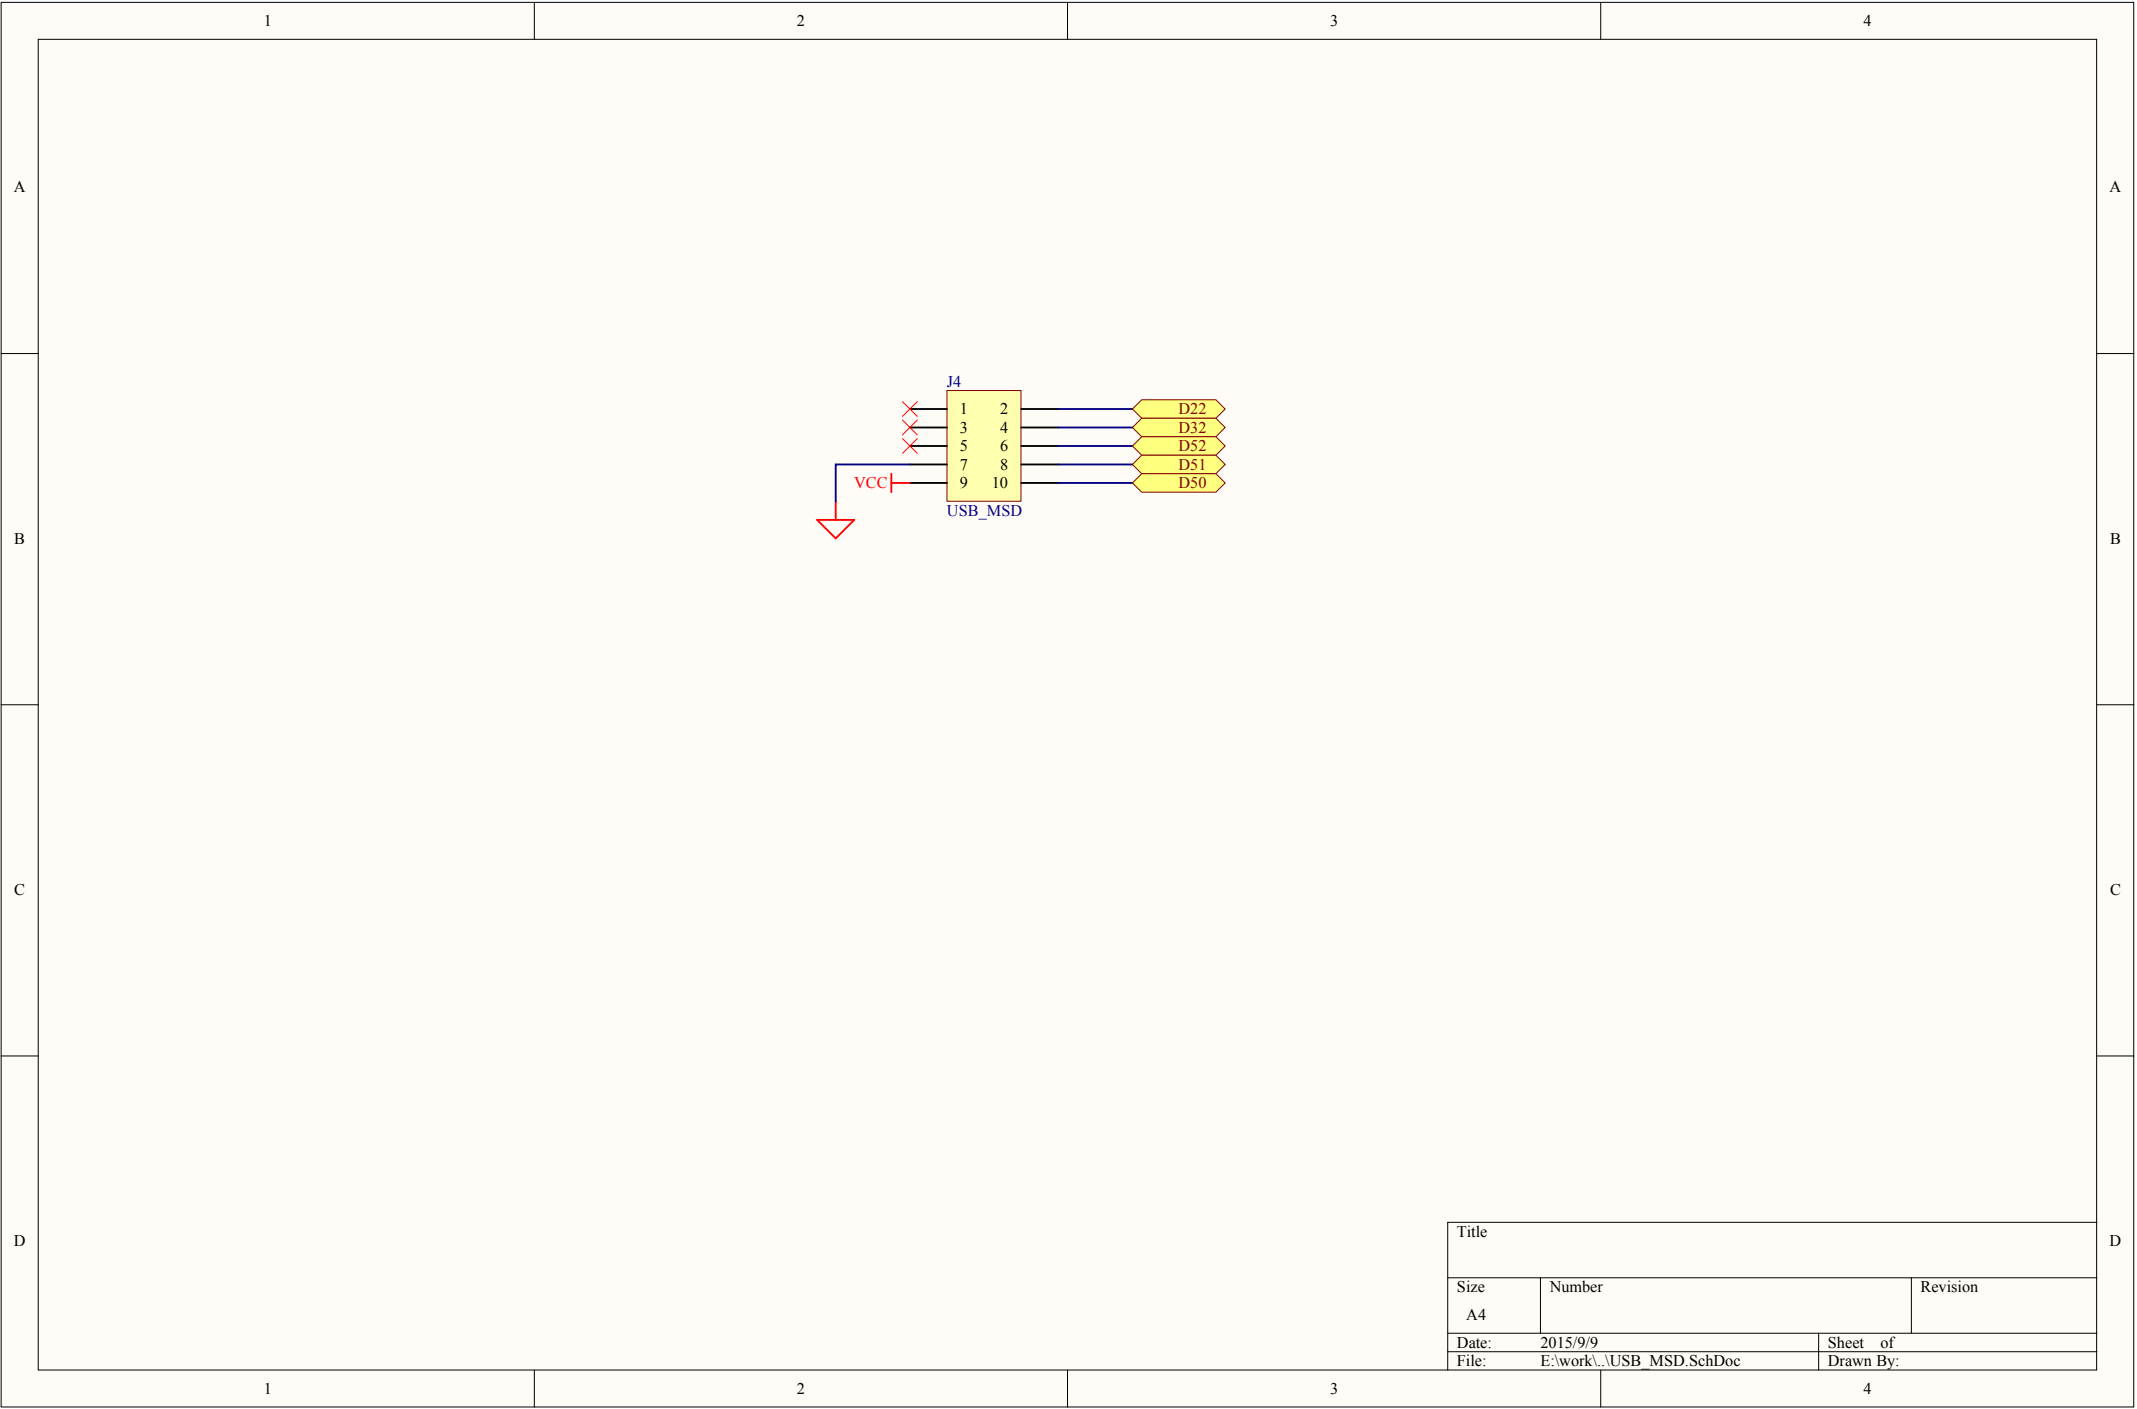 1 2 3 4
A A
J4
1 2 D22
3 4 D32
5 6 D52
7 8 D51
VCC 9 10 D50
USB_MSD
B B
C C
Title
D D
Size Number Revision
A4
Date: 2015/9/9 Sheet of
File: E:\work\..\USB_MSD.SchDoc Drawn By:
1 2 3 4